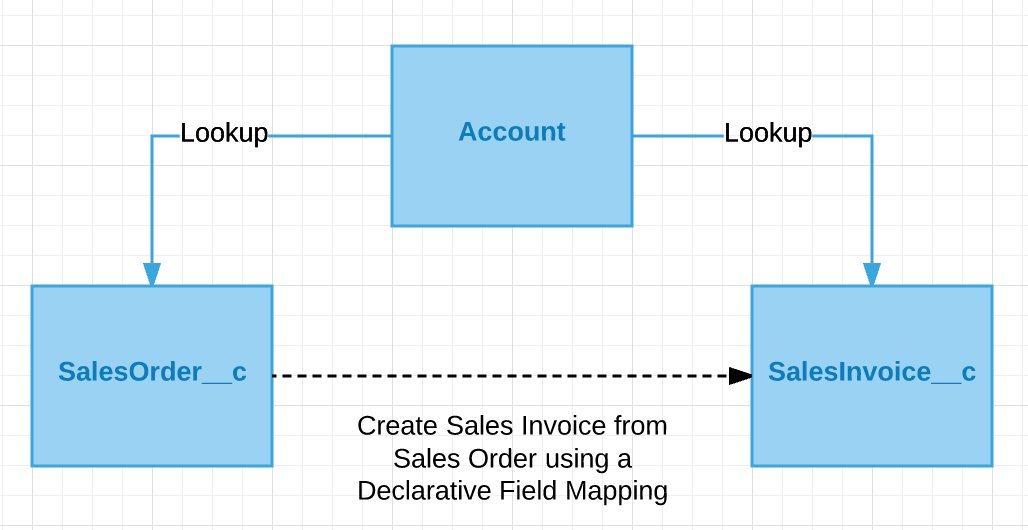 Account
Lookup
Lookup
SalesOrder__c
SalesInvoice__c
Create Sales Invoice from
Sales Order using a
Declarative Field Mapping